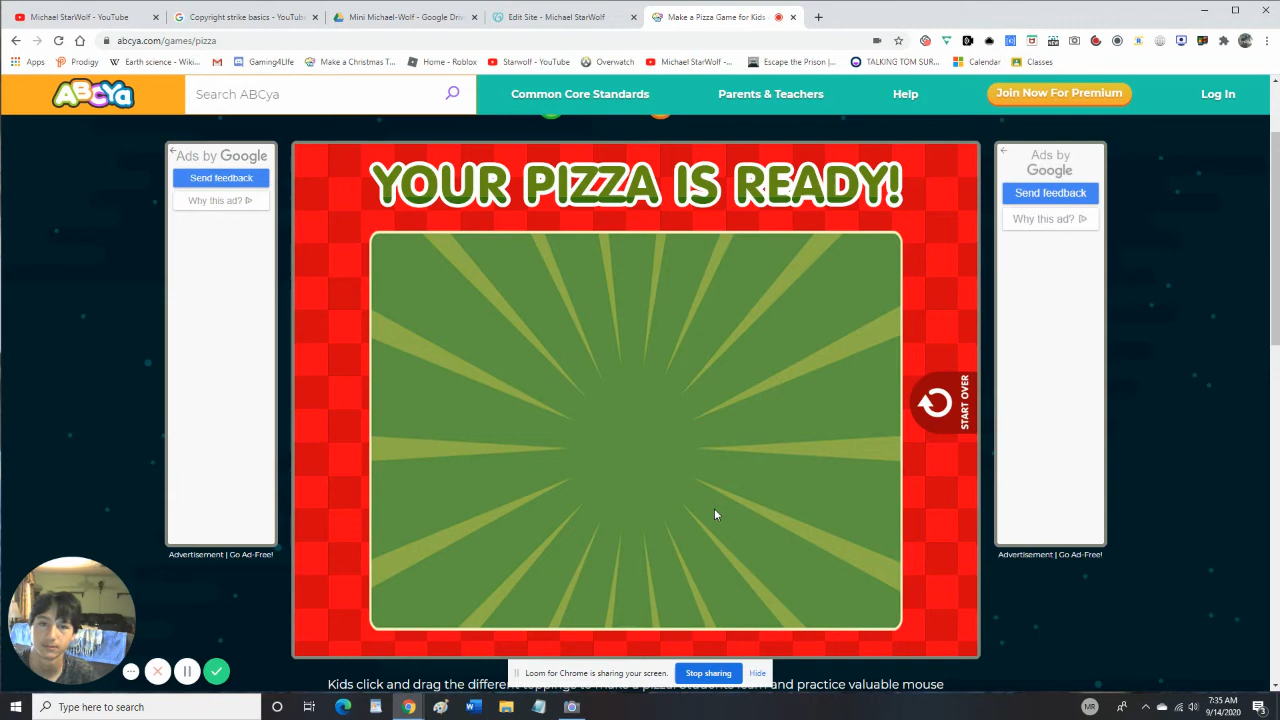 Michael StarWolf - YouTube
Copyright strike basics - YouTube
Mini Michael-Wolf - Google Driv
Edit Site - Michael StarWolf
Make a Pizza Game for Kids
abcya.com/games/pizza
Apps
Prodigy
Earth science - Wiki...
Gaming4Life
Make a Christmas T...
Home - Roblox
Starwolf - YouTube
Overwatch
Michael StarWolf -...
Escape the Prison |...
TALKING TOM SUR...
Calendar
Classes
ABCya
Search ABCya
Common Core Standards
Parents & Teachers
Help
Join Now For Premium
Log In
Ads by Google
Send feedback
Why this ad?
YOUR PIZZA IS READY!
START OVER
Ads by
Google
Send feedback
Why this ad?
Advertisement | Go Ad-Free!
Advertisement | Go Ad-Free!
Loom for Chrome is sharing your screen.
Stop sharing
Hide
Kids click and drag the different toppings to make a pizza. Students learn and practice valuable mouse
Type here to search
MR
7:35 AM
9/14/2020
3